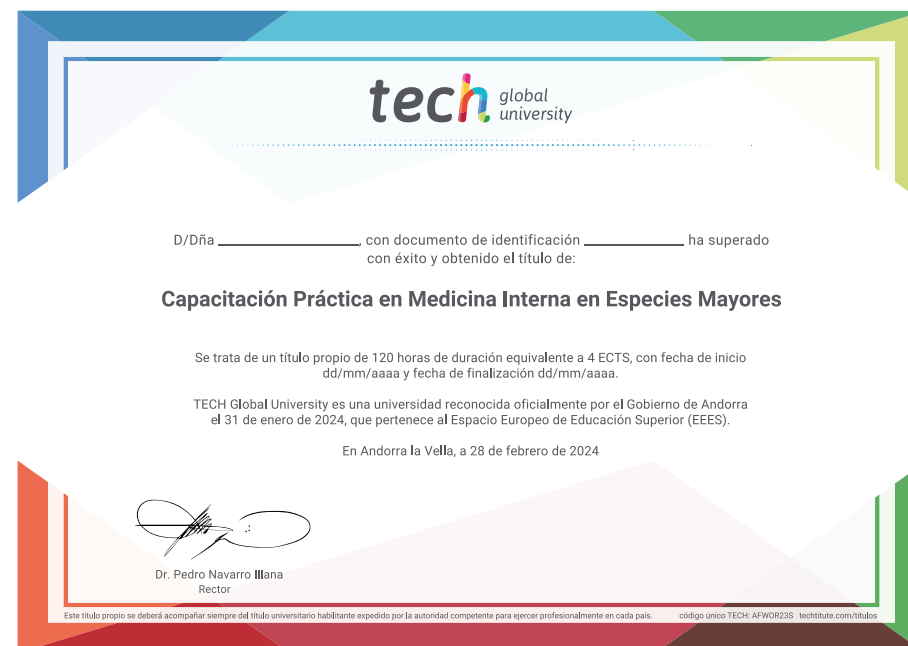 tech global university
D/Dña ____________________, con documento de identificación ______________ ha superado
con éxito y obtenido el título de:
Capacitación Práctica en Medicina Interna en Especies Mayores
Se trata de un título propio de 120 horas de duración equivalente a 4 ECTS, con fecha de inicio
dd/mm/aaaa y fecha de finalización dd/mm/aaaa.
TECH Global University es una universidad reconocida oficialmente por el Gobierno de Andorra
el 31 de enero de 2024, que pertenece al Espacio Europeo de Educación Superior (EEES).
En Andorra la Vella, a 28 de febrero de 2024
Dr. Pedro Navarro Illana
Rector
Este título propio se deberá acompañar siempre del título universitario habilitante expedido por la autoridad competente para ejercer profesionalmente en cada país. código único TECH: AFWOR23S techtitute.com/titulos